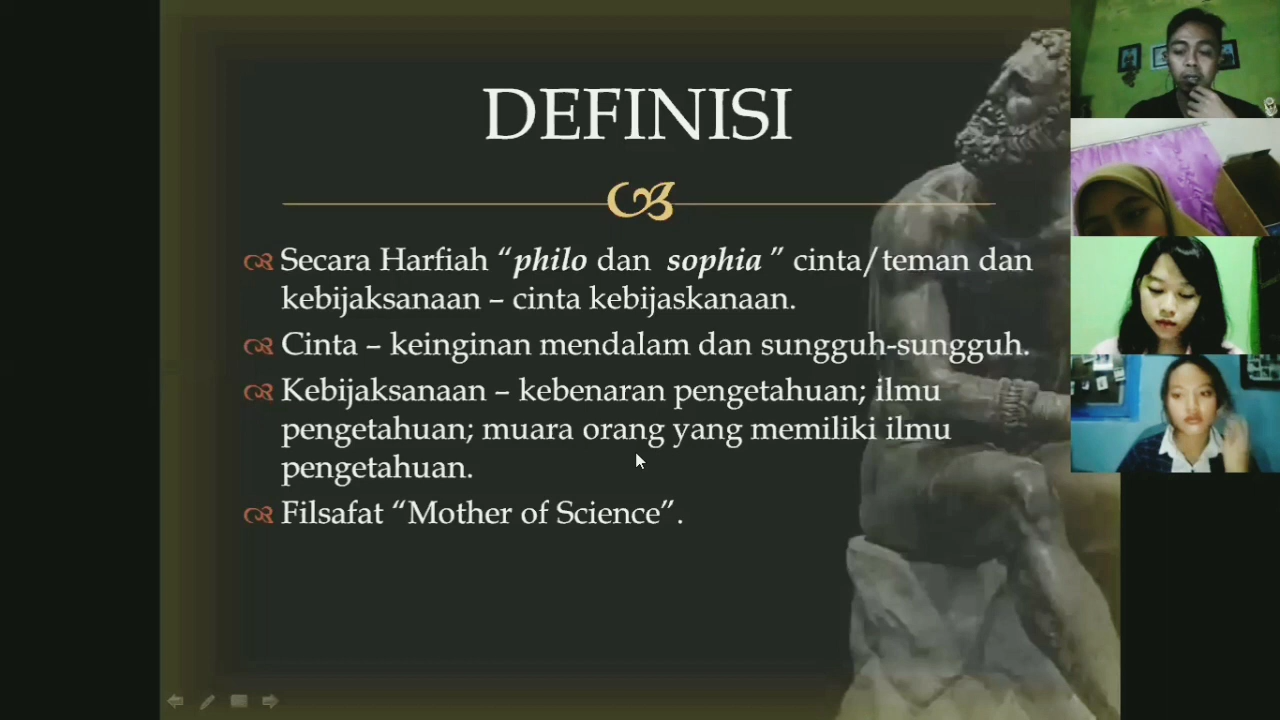 DEFINISI
Secara Harfiah “philo dan sophia ” cinta/teman dan
kebijaksanaan – cinta kebijaskanaan.
Cinta – keinginan mendalam dan sungguh-sungguh.
Kebijaksanaan – kebenaran pengetahuan; ilmu
pengetahuan; muara orang yang memiliki ilmu
pengetahuan.
Filsafat “Mother of Science”.